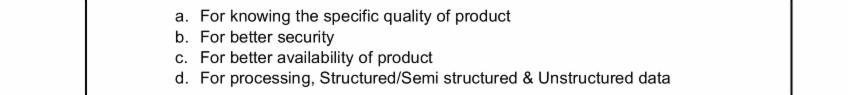 a. For knowing the specific quality of product
b. For better security
c. For better availability of product
d. For processing, Structured/Semi structured & Unstructured data